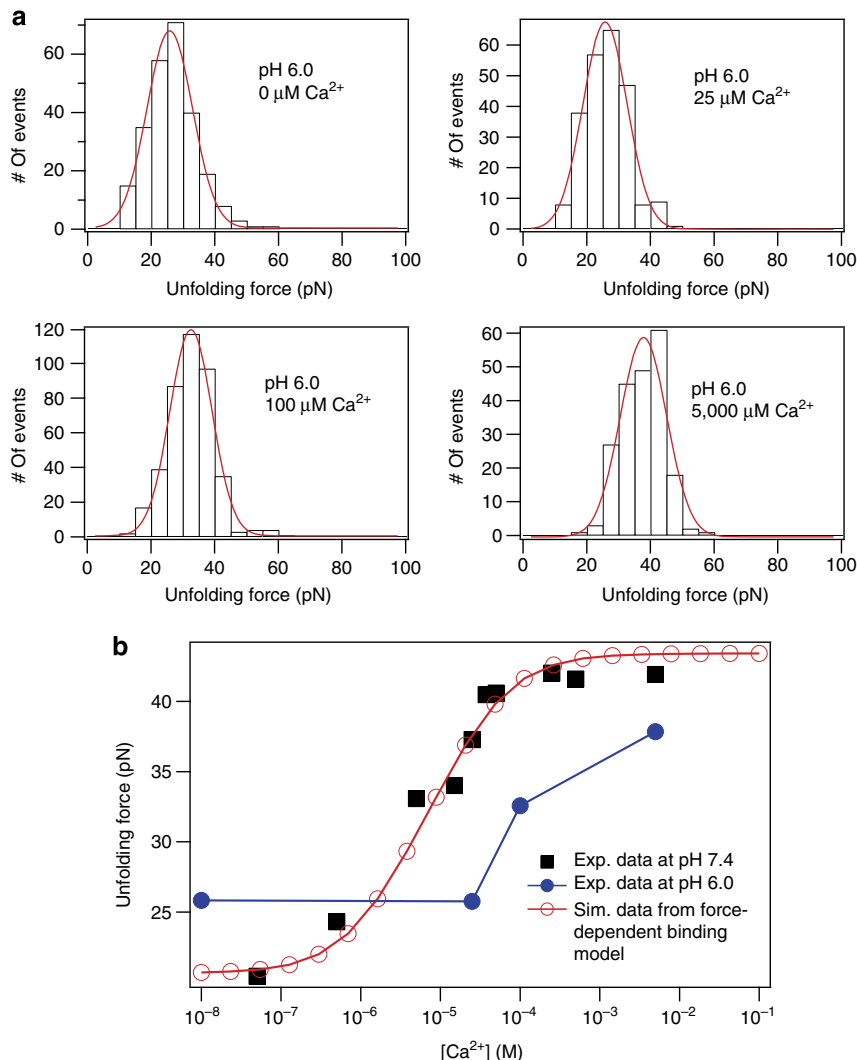 a
pH 6.0
0 μM Ca²⁺
# Of events
60
40
20
0
0 20 40 60 80 100
Unfolding force (pN)
pH 6.0
25 μM Ca²⁺
# Of events
60
50
40
30
20
10
0
0 20 40 60 80 100
Unfolding force (pN)
pH 6.0
100 μM Ca²⁺
# Of events
120
100
80
60
40
20
0
0 20 40 60 80 100
Unfolding force (pN)
pH 6.0
5,000 μM Ca²⁺
# Of events
60
50
40
30
20
10
0
0 20 40 60 80 100
Unfolding force (pN)
b
Unfolding force (pN)
40
35
30
25
Exp. data at pH 7.4
Exp. data at pH 6.0
Sim. data from force-
dependent binding
model
10⁻⁸ 10⁻⁷ 10⁻⁶ 10⁻⁵ 10⁻⁴ 10⁻³ 10⁻² 10⁻¹
[Ca²⁺] (M)